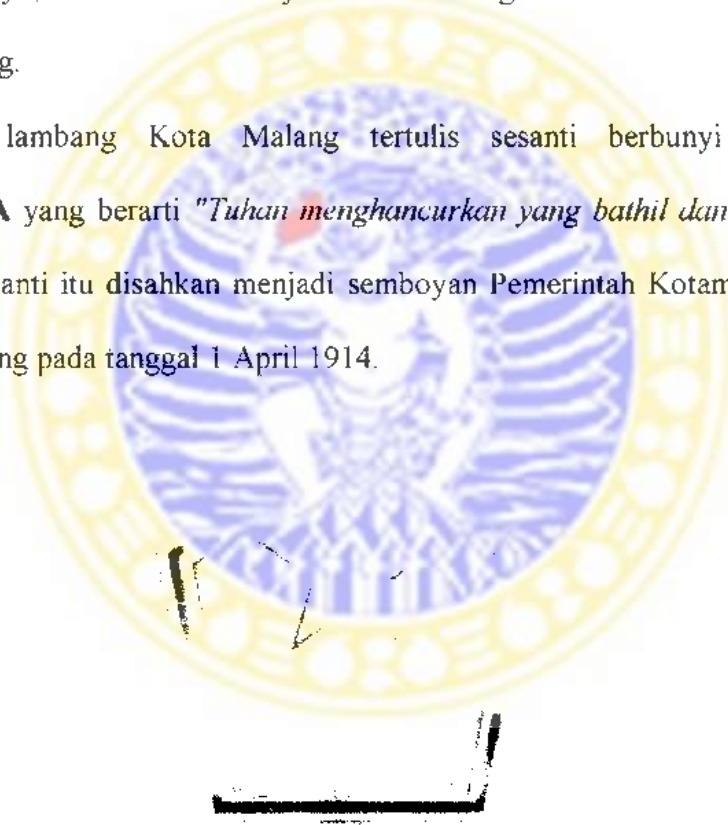 g.
lambang Kota Malang tertulis sesanti berbunyi
A yang berarti "Tuhan menghancurkan yang bathil dan
anti itu disahkan menjadi semboyan Pemerintah Kotam
ng pada tanggal 1 April 1914.